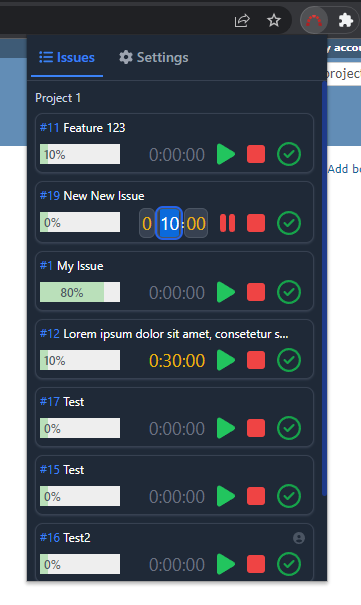 y accou
Issues Settings
project
Project 1
Add bo
#11 Feature 123
10% 0:00:00
#19 New New Issue
0% 0 10:00
#1 My Issue
80% 0:00:00
#12 Lorem ipsum dolor sit amet, consetetur s...
10% 0:30:00
#17 Test
0% 0:00:00
#15 Test
0% 0:00:00
#16 Test2
0% 0:00:00